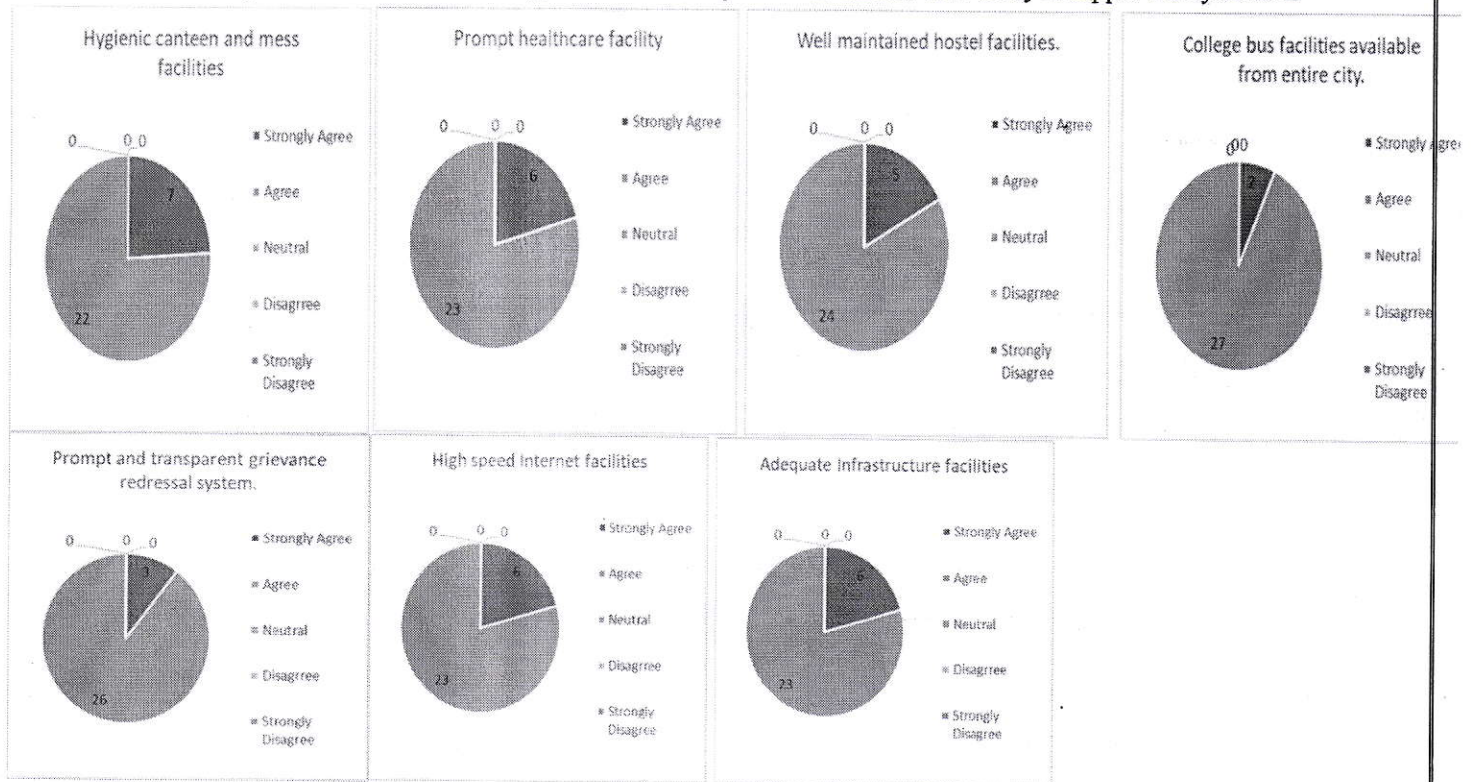 Hygienic canteen and mess
facilities
0 0 0
7
22
Strongly Agree
Agree
Neutral
Disagrree
Strongly
Disagree
Prompt healthcare facility
0 0 0
6
23
Strongly Agree
Agree
Neutral
Disagrree
Strongly
Disagree
Well maintained hostel facilities.
0 0 0
5
24
Strongly Agree
Agree
Neutral
Disagrree
Strongly
Disagree
College bus facilities available
from entire city.
000
2
27
Strongly Agree
Agree
Neutral
Disagrree
Strongly
Disagree
Prompt and transparent grievance
redressal system.
0 0 0
3
26
Strongly Agree
Agree
Neutral
Disagrree
Strongly
Disagree
High speed Internet facilities
0 0 0
6
23
Strongly Agree
Agree
Neutral
Disagrree
Strongly
Disagree
Adequate Infrastructure facilities
0 0 0
6
23
Strongly Agree
Agree
Neutral
Disagrree
Strongly
Disagree